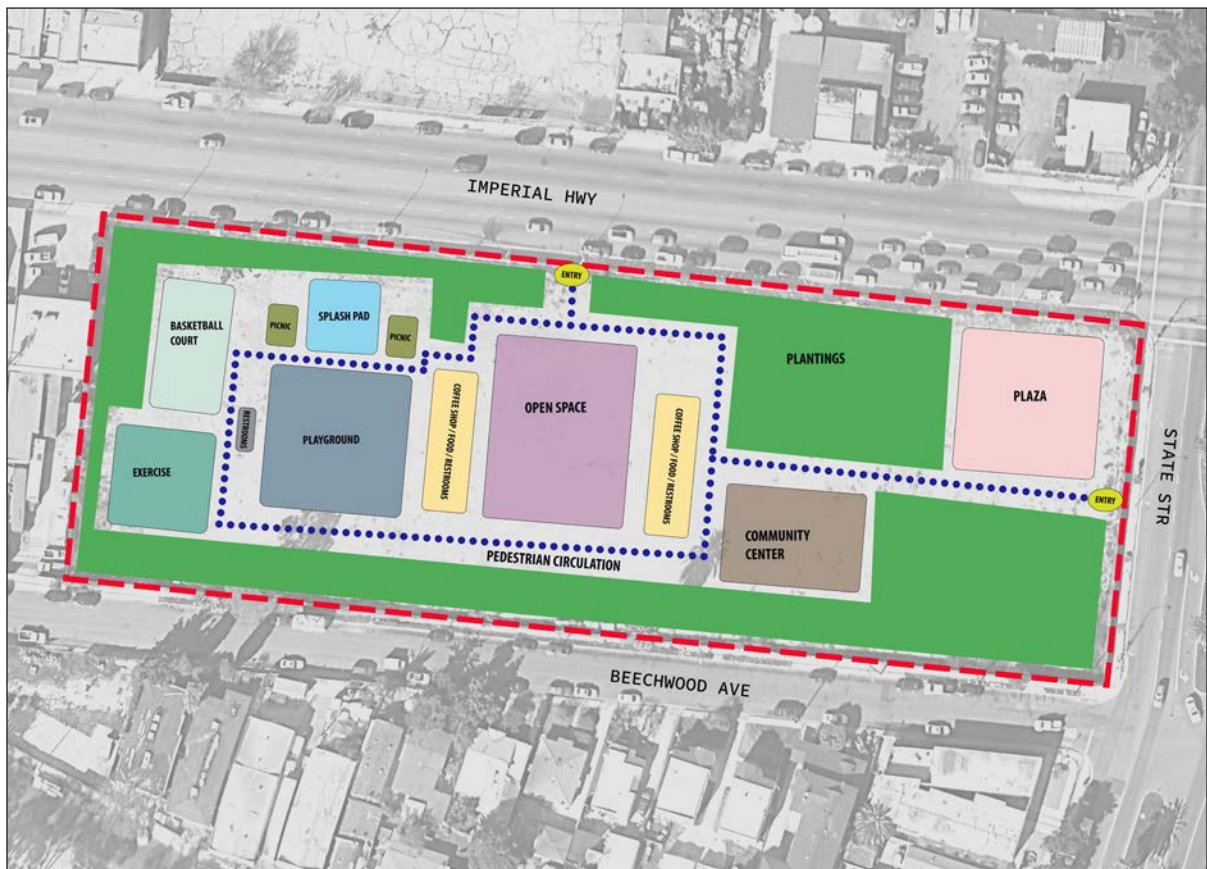 IMPERIAL HWY
ENTRY
BASKETBALL
COURT
PICNIC
SPLASH PAD
PICNIC
PLANTINGS
PLAZA
RESTROOMS
PLAYGROUND
COFFEE SHOP / FOOD / RESTROOMS
OPEN SPACE
COFFEE SHOP / FOOD / RESTROOMS
EXERCISE
STATE STR
ENTRY
COMMUNITY
CENTER
PEDESTRIAN CIRCULATION
BEECHWOOD AVE